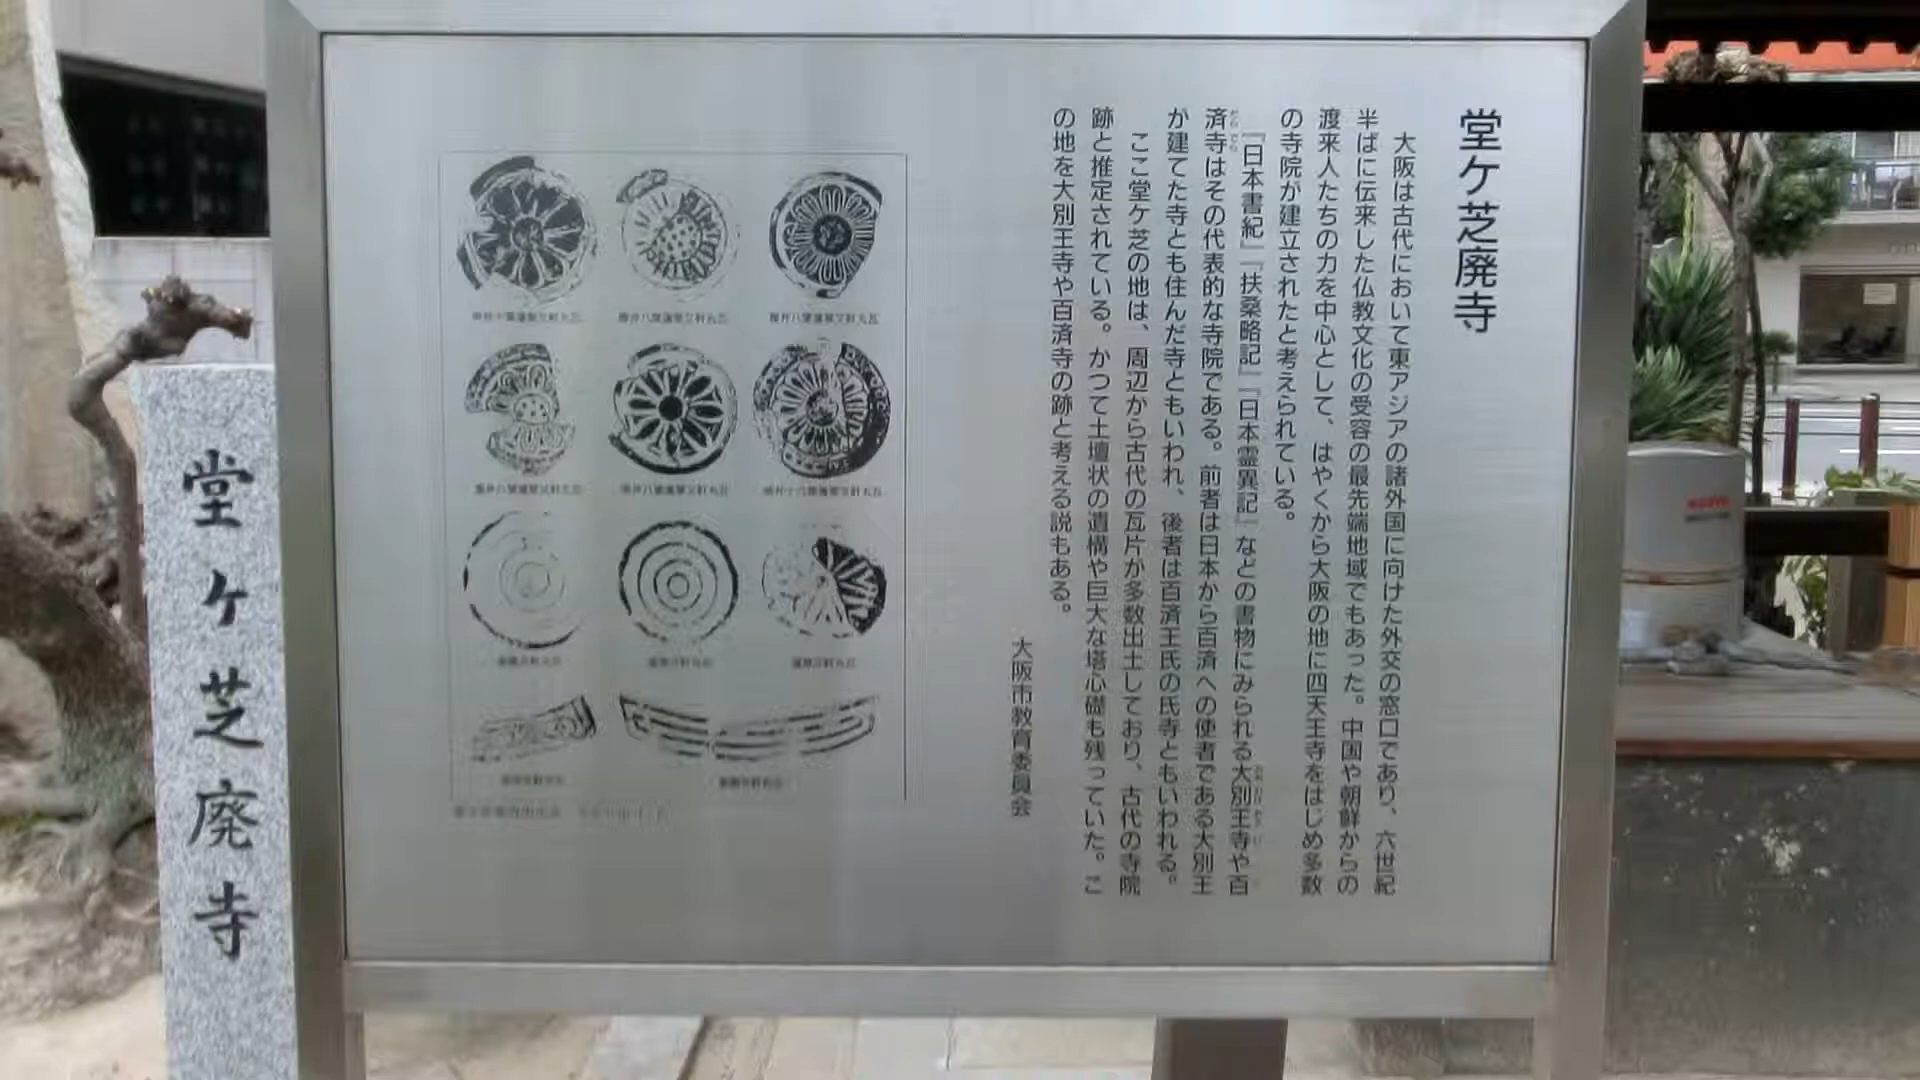 堂ケ芝廃寺
大阪は古代において東アジアの諸外国に向けた外交の窓口であり、六世紀
半ばに伝来した仏教文化の受容の最先端地域でもあった。中国や朝鮮からの
渡来人たちの力を中心として、はやくから大阪の地に四天王寺をはじめ多数
の寺院が建立されたと考えられている。
『日本書紀』『扶桑略記』『日本霊異記』などの書物にみられる大別王寺や百
済寺はその代表的な寺院である。前者は日本から百済への使者である大別王
が建てた寺とも住んだ寺ともいわれ、後者は百済王氏の氏寺ともいわれる。
ここ堂ケ芝の地は、周辺から古代の瓦片が多数出土しており、古代の寺院
跡と推定されている。かつて土壇状の遺構や巨大な塔心礎も残っていた。こ
の地を大別王寺や百済寺の跡と考える説もある。
大阪市教育委員会
堂ケ芝廃寺